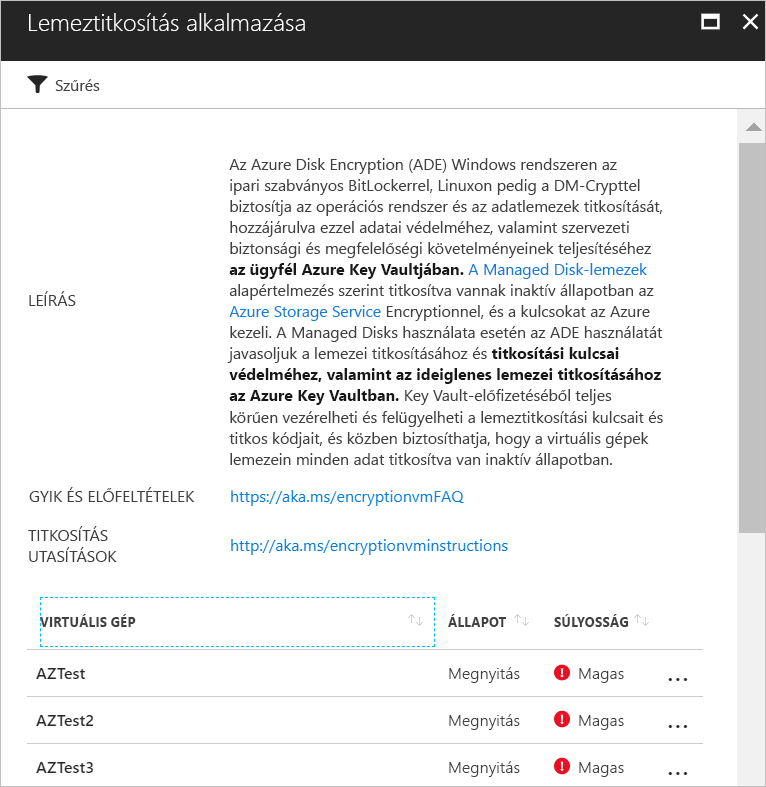 Lemeztitkosítás alkalmazása
Szűrés
LEÍRÁS
Az Azure Disk Encryption (ADE) Windows rendszeren az
ipari szabványos BitLockerrel, Linuxon pedig a DM-Crypttel
biztosítja az operációs rendszer és az adatlemezek titkosítását,
hozzájárulva ezzel adatai védelméhez, valamint szervezeti
biztonsági és megfelelőségi követelményeinek teljesítéséhez
az ügyfél Azure Key Vaultjában. A Managed Disk-lemezek
alapértelmezés szerint titkosítva vannak inaktív állapotban az
Azure Storage Service Encryptionnel, és a kulcsokat az Azure
kezeli. A Managed Disks használata esetén az ADE használatát
javasoljuk a lemezei titkosításához és titkosítási kulcsai
védelméhez, valamint az ideiglenes lemezei titkosításához
az Azure Key Vaultban. Key Vault-előfizetéséből teljes
körűen vezérelheti és felügyelheti a lemeztitkosítási kulcsait és
titkos kódjait, és közben biztosíthatja, hogy a virtuális gépek
lemezein minden adat titkosítva van inaktív állapotban.
GYIK ÉS ELŐFELTÉTELEK https://aka.ms/encryptionvmFAQ
TITKOSÍTÁS
UTASÍTÁSOK
http://aka.ms/encryptionvminstructions
VIRTUÁLIS GÉP ÁLLAPOT SÚLYOSSÁG
AZTest Megnyitás Magas ...
AZTest2 Megnyitás Magas ...
AZTest3 Megnyitás Magas ...